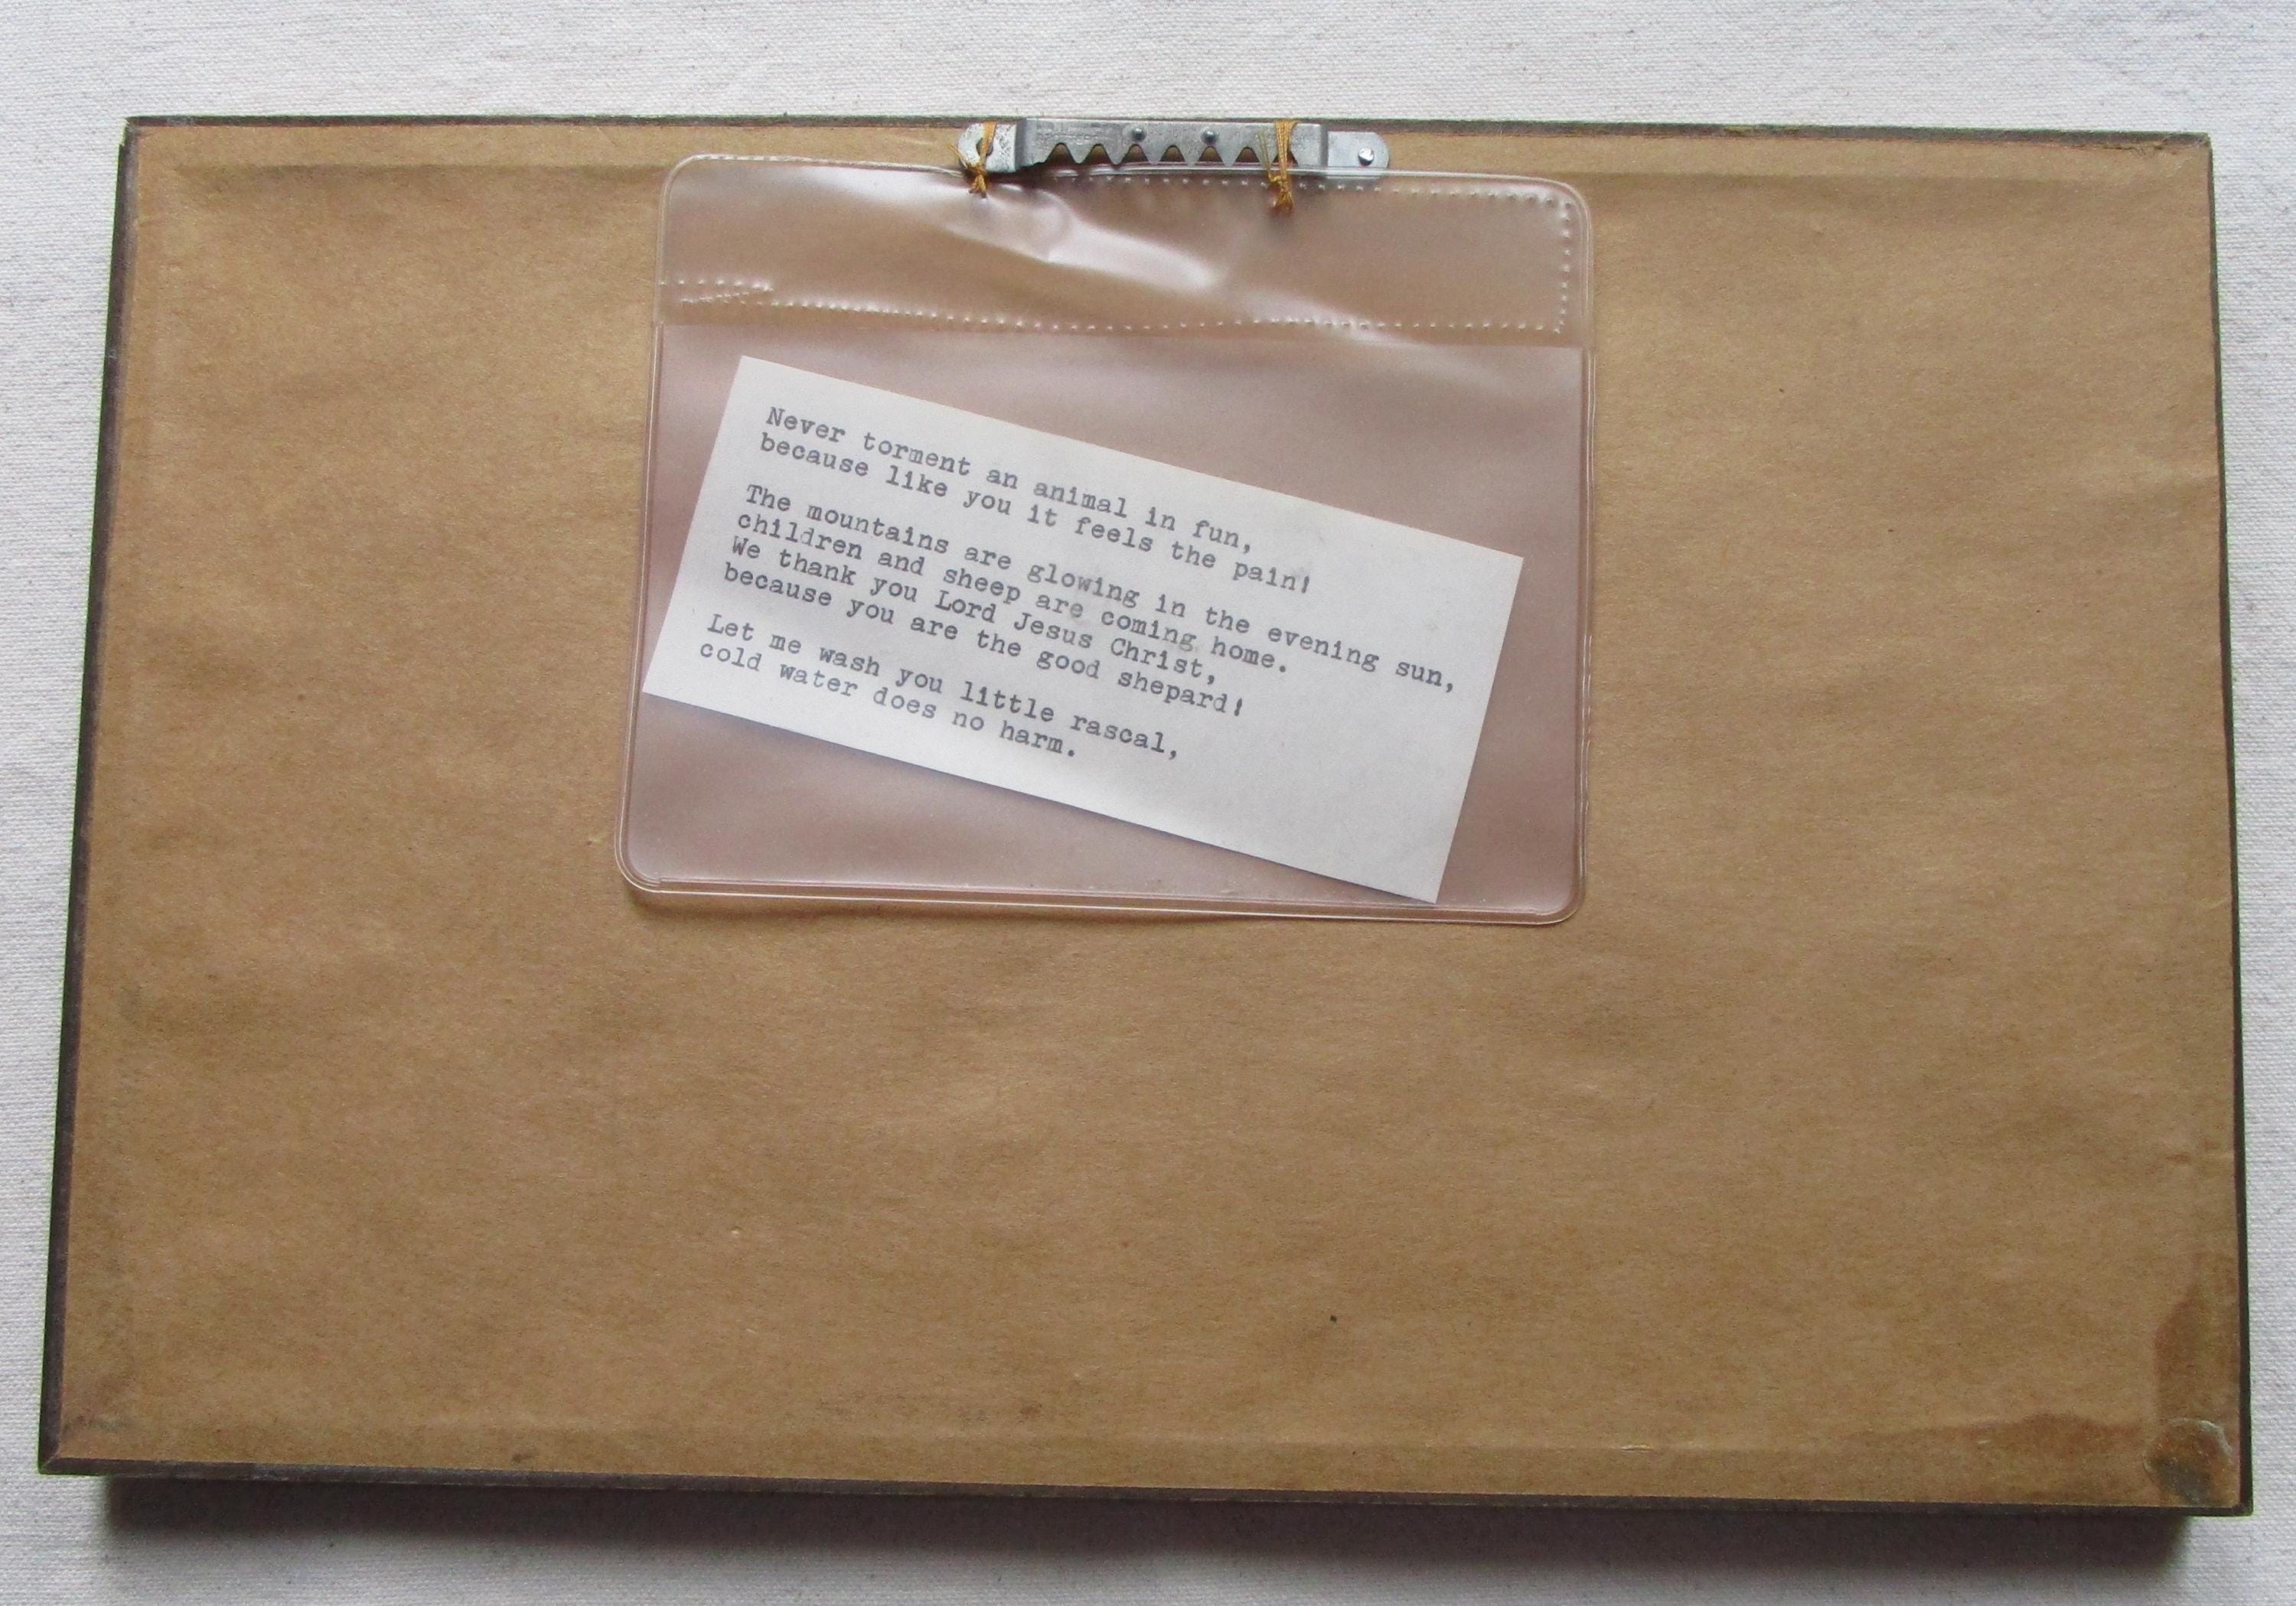 Never torment an animal in fun,
because like you it feels the pain!
The mountains are glowing in the evening sun,
children and sheep are coming home.
We thank you Lord Jesus Christ,
because you are the good shepard!
Let me wash you little rascal,
cold water does no harm.